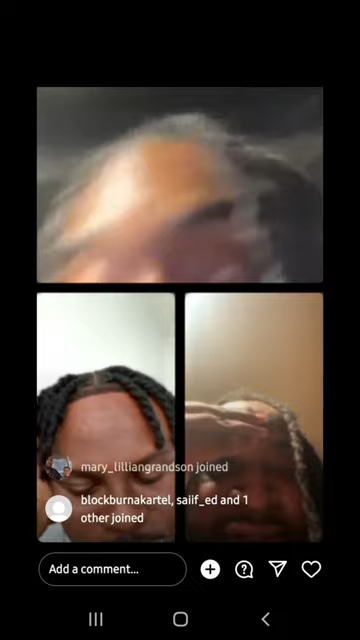 mary_lilliangrandson joined
blockburnakartel, saiif_ed and 1
other joined
Add a comment...